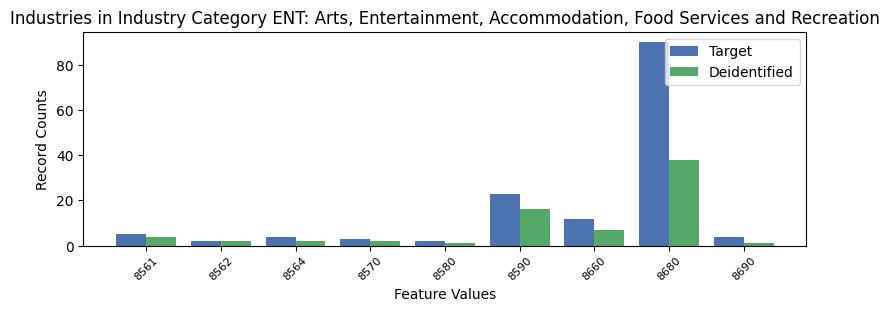 Industries in Industry Category ENT: Arts, Entertainment, Accommodation, Food Services and Recreation
Target
Deidentified
Record Counts
80
60
40
20
0
8561 8562 8564 8570 8580 8590 8660 8680 8690
Feature Values